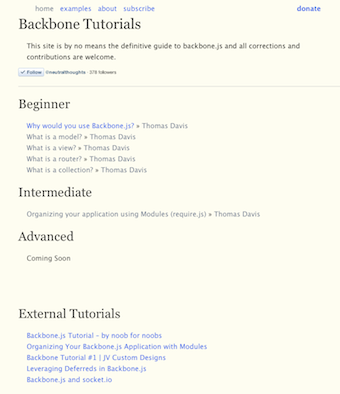 home examples about subscribe donate
Backbone Tutorials
This site is by no means the definitive guide to backbone.js and all corrections and
contributions are welcome.
Follow @neutralthoughts · 378 followers
Beginner
Why would you use Backbone.js? » Thomas Davis
What is a model? » Thomas Davis
What is a view? » Thomas Davis
What is a router? » Thomas Davis
What is a collection? » Thomas Davis
Intermediate
Organizing your application using Modules (require.js) » Thomas Davis
Advanced
Coming Soon
External Tutorials
Backbone.js Tutorial – by noob for noobs
Organizing Your Backbone.js Application with Modules
Backbone Tutorial #1 | JV Custom Designs
Leveraging Deferreds in Backbone.js
Backbone.js and socket.io